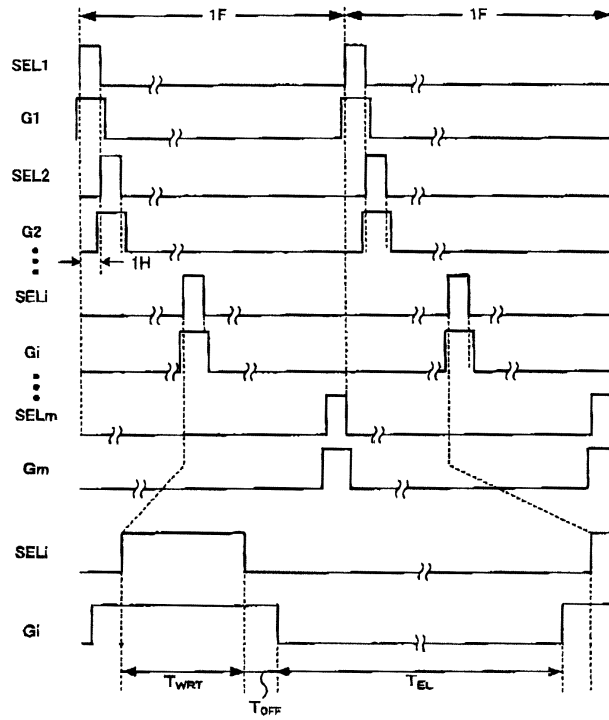 1F 1F
SEL1
G1
SEL2
G2
1H
SELi
Gi
SELm
Gm
SELi
Gi
TWRT TEL
TOFF